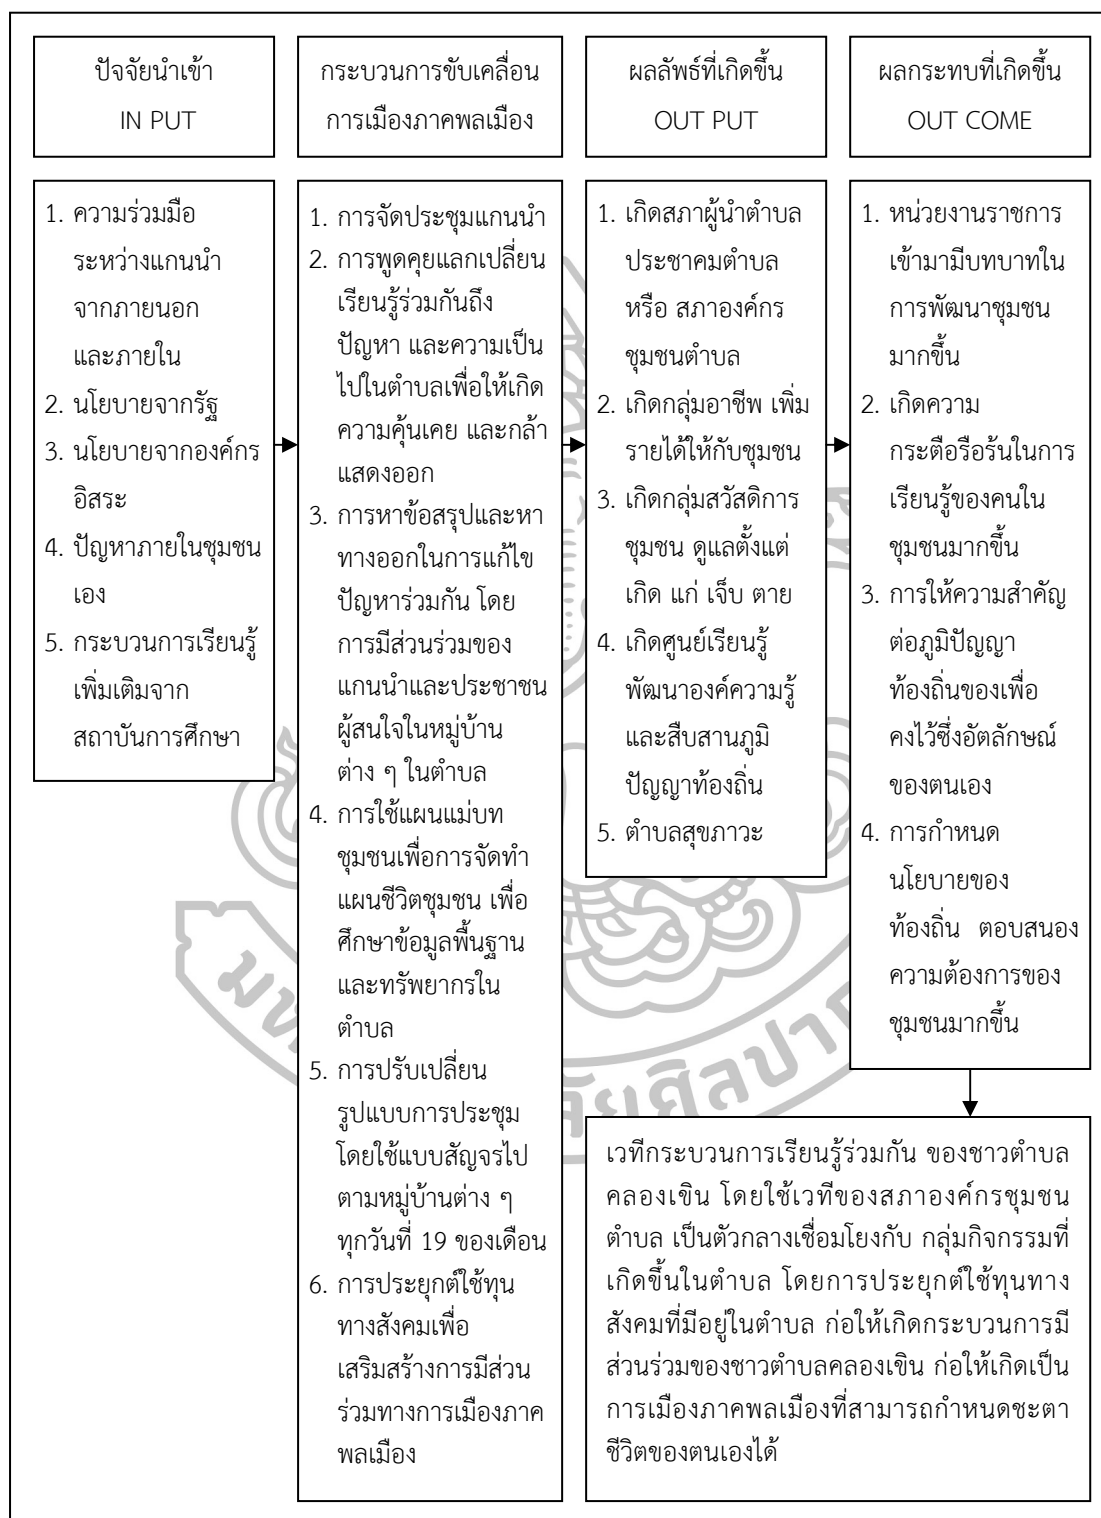 ปัจจัยนำเข้า
IN PUT
กระบวนการขับเคลื่อน
การเมืองภาคพลเมือง
ผลลัพธ์ที่เกิดขึ้น
OUT PUT
ผลกระทบที่เกิดขึ้น
OUT COME
1. ความร่วมมือ
ระหว่างแกนนำ
จากภายนอก
และภายใน
2. นโยบายจากรัฐ
3. นโยบายจากองค์กร
อิสระ
4. ปัญหาภายในชุมชน
เอง
5. กระบวนการเรียนรู้
เพิ่มเติมจาก
สถาบันการศึกษา
1. การจัดประชุมแกนนำ
2. การพูดคุยแลกเปลี่ยน
เรียนรู้ร่วมกันถึง
ปัญหา และความเป็น
ไปในตำบลเพื่อให้เกิด
ความคุ้นเคย และกล้า
แสดงออก
3. การหาข้อสรุปและหา
ทางออกในการแก้ไข
ปัญหาร่วมกัน โดย
การมีส่วนร่วมของ
แกนนำและประชาชน
ผู้สนใจในหมู่บ้าน
ต่าง ๆ ในตำบล
4. การใช้แผนแม่บท
ชุมชนเพื่อการจัดทำ
แผนชีวิตชุมชน เพื่อ
ศึกษาข้อมูลพื้นฐาน
และทรัพยากรใน
ตำบล
5. การปรับเปลี่ยน
รูปแบบการประชุม
โดยใช้แบบสัญจรไป
ตามหมู่บ้านต่าง ๆ
ทุกวันที่ 19 ของเดือน
6. การประยุกต์ใช้ทุน
ทางสังคมเพื่อ
เสริมสร้างการมีส่วน
ร่วมทางการเมืองภาค
พลเมือง
1. เกิดสภาผู้นำตำบล
ประชาคมตำบล
หรือ สภาองค์กร
ชุมชนตำบล
2. เกิดกลุ่มอาชีพ เพิ่ม
รายได้ให้กับชุมชน
3. เกิดกลุ่มสวัสดิการ
ชุมชน ดูแลตั้งแต่
เกิด แก่ เจ็บ ตาย
4. เกิดศูนย์เรียนรู้
พัฒนาองค์ความรู้
และสืบสานภูมิ
ปัญญาท้องถิ่น
5. ตำบลสุขภาวะ
1. หน่วยงานราชการ
เข้ามามีบทบาทใน
การพัฒนาชุมชน
มากขึ้น
2. เกิดความ
กระตือรือร้นในการ
เรียนรู้ของคนใน
ชุมชนมากขึ้น
3. การให้ความสำคัญ
ต่อภูมิปัญญา
ท้องถิ่นของเพื่อ
คงไว้ซึ่งอัตลักษณ์
ของตนเอง
4. การกำหนด
นโยบายของ
ท้องถิ่น ตอบสนอง
ความต้องการของ
ชุมชนมากขึ้น
เวทีกระบวนการเรียนรู้ร่วมกัน ของชาวตำบล
คลองเขิน โดยใช้เวทีของสภาองค์กรชุมชน
ตำบล เป็นตัวกลางเชื่อมโยงกับ กลุ่มกิจกรรมที่
เกิดขึ้นในตำบล โดยการประยุกต์ใช้ทุนทาง
สังคมที่มีอยู่ในตำบล ก่อให้เกิดกระบวนการมี
ส่วนร่วมของชาวตำบลคลองเขิน ก่อให้เกิดเป็น
การเมืองภาคพลเมืองที่สามารถกำหนดชะตา
ชีวิตของตนเองได้